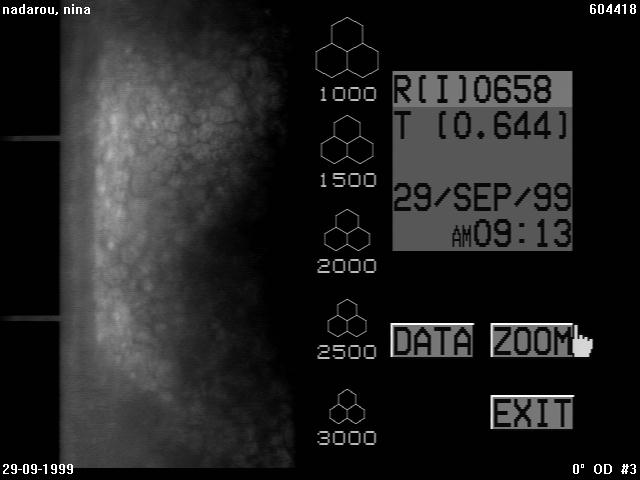 nadarou, nina
604418
1000
1500
2000
2500
3000
R[I]0658
T [0.644]
29/SEP/99
AM09:13
DATA ZOOM
EXIT
29-09-1999
0° OD #3